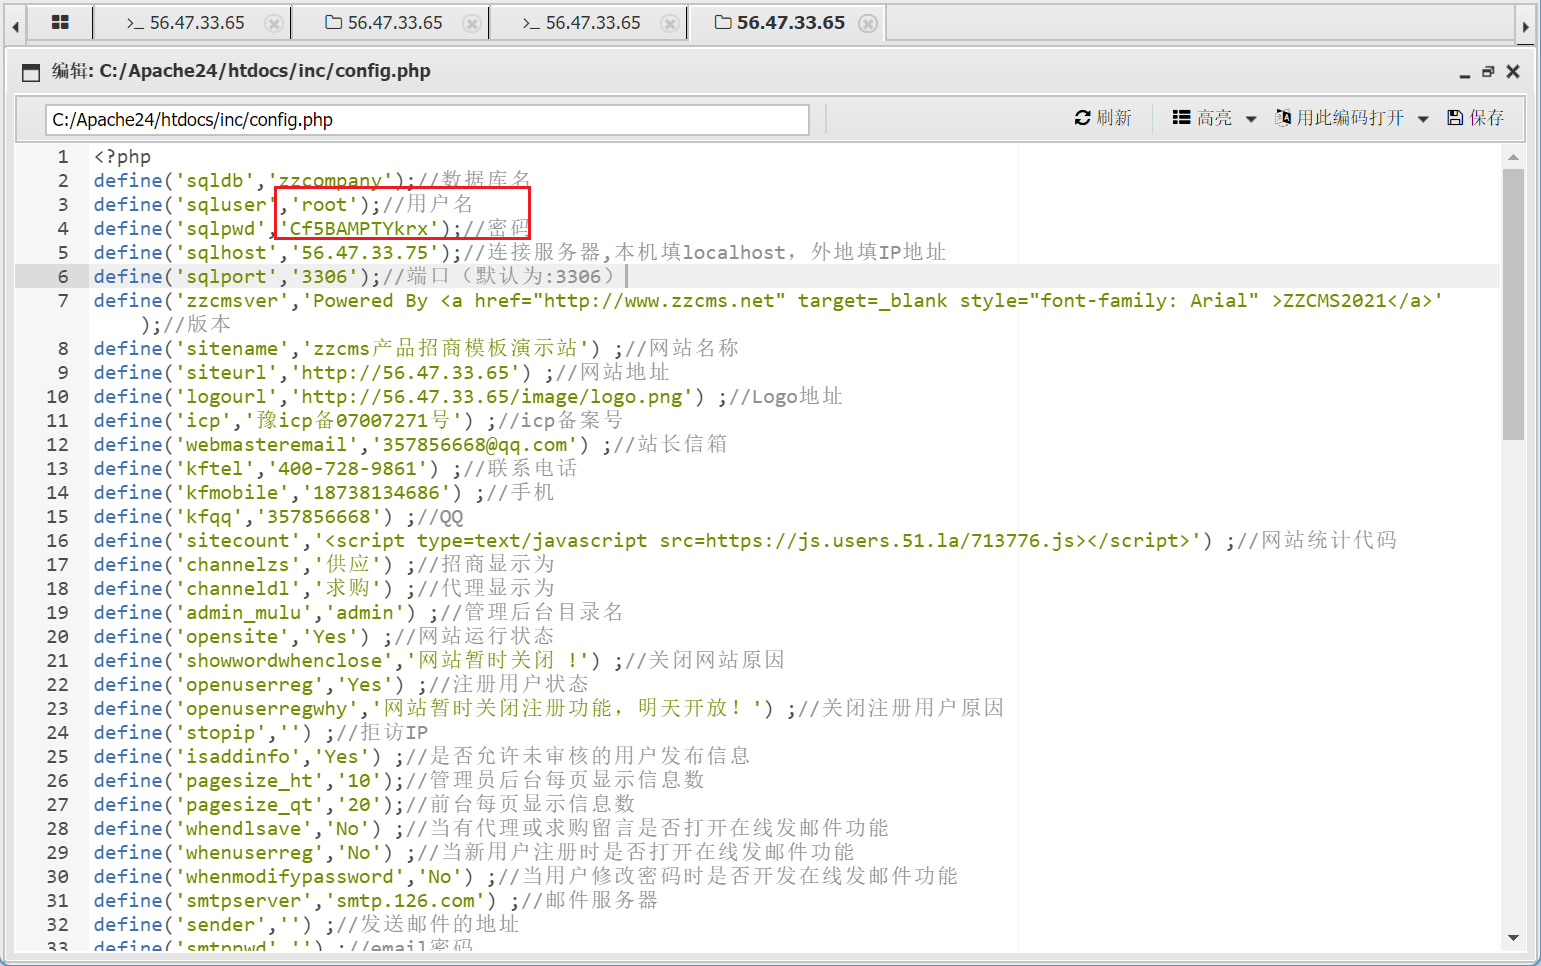 >_ 56.47.33.65
56.47.33.65
>_ 56.47.33.65
56.47.33.65
编辑: C:/Apache24/htdocs/inc/config.php
C:/Apache24/htdocs/inc/config.php
刷新
高亮
用此编码打开
保存
1 <?php
2 define('sqldb','zzcompany');//数据库名
3 define('sqluser','root');//用户名
4 define('sqlpwd','Cf5BAMPTYkrx');//密码
5 define('sqlhost','56.47.33.75');//连接服务器,本机填localhost，外地填IP地址
6 define('sqlport','3306');//端口（默认为:3306）
7 define('zzcmsver','Powered By <a href="http://www.zzcms.net" target=_blank style="font-family: Arial" >ZZCMS2021</a>'
);//版本
8 define('sitename','zzcms产品招商模板演示站') ;//网站名称
9 define('siteurl','http://56.47.33.65') ;//网站地址
10 define('logourl','http://56.47.33.65/image/logo.png') ;//Logo地址
11 define('icp','豫icp备07007271号') ;//icp备案号
12 define('webmasteremail','357856668@qq.com') ;//站长信箱
13 define('kftel','400-728-9861') ;//联系电话
14 define('kfmobile','18738134686') ;//手机
15 define('kfqq','357856668') ;//QQ
16 define('sitecount','<script type=text/javascript src=https://js.users.51.la/713776.js></script>') ;//网站统计代码
17 define('channelzs','供应') ;//招商显示为
18 define('channeldl','求购') ;//代理显示为
19 define('admin_mulu','admin') ;//管理后台目录名
20 define('opensite','Yes') ;//网站运行状态
21 define('showwordwhenclose','网站暂时关闭 !') ;//关闭网站原因
22 define('openuserreg','Yes') ;//注册用户状态
23 define('openuserregwhy','网站暂时关闭注册功能，明天开放！') ;//关闭注册用户原因
24 define('stopip','') ;//拒访IP
25 define('isaddinfo','Yes') ;//是否允许未审核的用户发布信息
26 define('pagesize_ht','10');//管理员后台每页显示信息数
27 define('pagesize_qt','20');//前台每页显示信息数
28 define('whendlsave','No') ;//当有代理或求购留言是否打开在线发邮件功能
29 define('whenuserreg','No') ;//当新用户注册时是否打开在线发邮件功能
30 define('whenmodifypassword','No') ;//当用户修改密码时是否开发在线发邮件功能
31 define('smtpserver','smtp.126.com') ;//邮件服务器
32 define('sender','') ;//发送邮件的地址
33 define('smtppwd','') ;//email密码